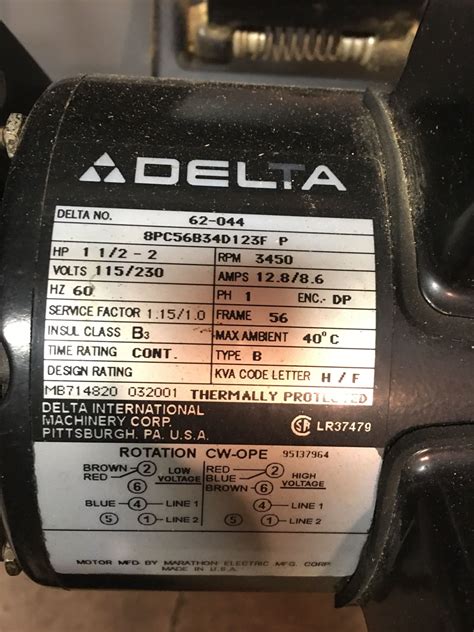 DELTA
DELTA NO. 62-044
8PC56B34D123F P
HP 1 1/2 - 2 RPM 3450
VOLTS 115/230 AMPS 12.8/8.6
HZ 60 PH 1 ENC. DP
SERVICE FACTOR 1.15/1.0 FRAME 56
INSUL CLASS B3 MAX AMBIENT 40°C
TIME RATING CONT. TYPE B
DESIGN RATING KVA CODE LETTER H / F
MB714820 032001 THERMALLY PROTECTED
DELTA INTERNATIONAL
MACHINERY CORP.
PITTSBURGH, PA. U.S.A.
LR37479
ROTATION CW-OPE 95137964
BROWN 2 LOW VOLTAGE RED 2 HIGH VOLTAGE
RED 6 BROWN 6
BLUE 4 LINE 1 BLUE 4 LINE 1
5 1 LINE 2 5 1 LINE 2
MOTOR MFD. BY MARATHON ELECTRIC MFG. CORP.
MADE IN U.S.A.